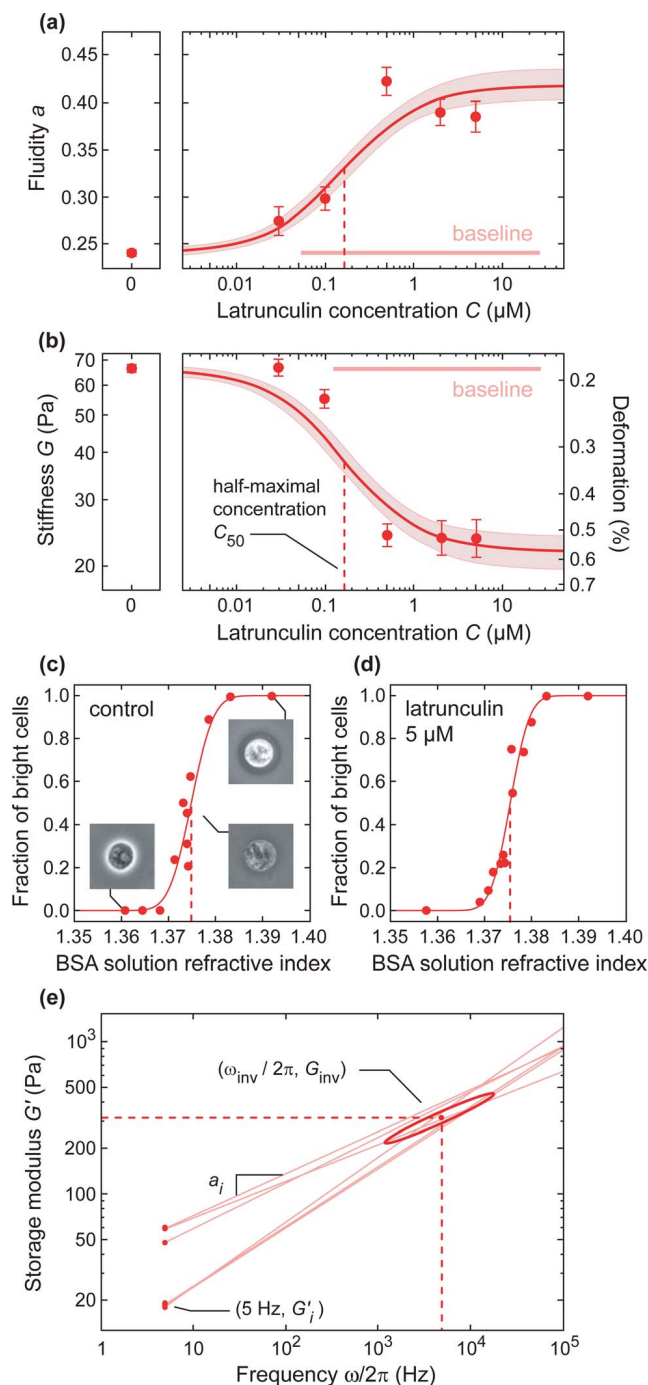 (a)
0.45
0.40
0.35
0.30
0.25
Fluidity a
baseline
0
0.01
0.1
1
10
Latrunculin concentration C (μM)
(b)
70
60
50
40
30
20
Stiffness G (Pa)
baseline
half-maximal
concentration
C50
0.2
0.3
0.4
0.5
0.6
0.7
Deformation (%)
0
0.01
0.1
1
10
Latrunculin concentration C (μM)
(c)
control
1.0
0.8
0.6
0.4
0.2
0.0
Fraction of bright cells
1.35
1.36
1.37
1.38
1.39
1.40
BSA solution refractive index
(d)
latrunculin
5 μM
1.0
0.8
0.6
0.4
0.2
0.0
Fraction of bright cells
1.35
1.36
1.37
1.38
1.39
1.40
BSA solution refractive index
(e)
10³
500
200
100
50
20
Storage modulus G' (Pa)
(ωinv / 2π, Ginv)
ai
(5 Hz, G'i)
1
10
10²
10³
10⁴
10⁵
Frequency ω/2π (Hz)